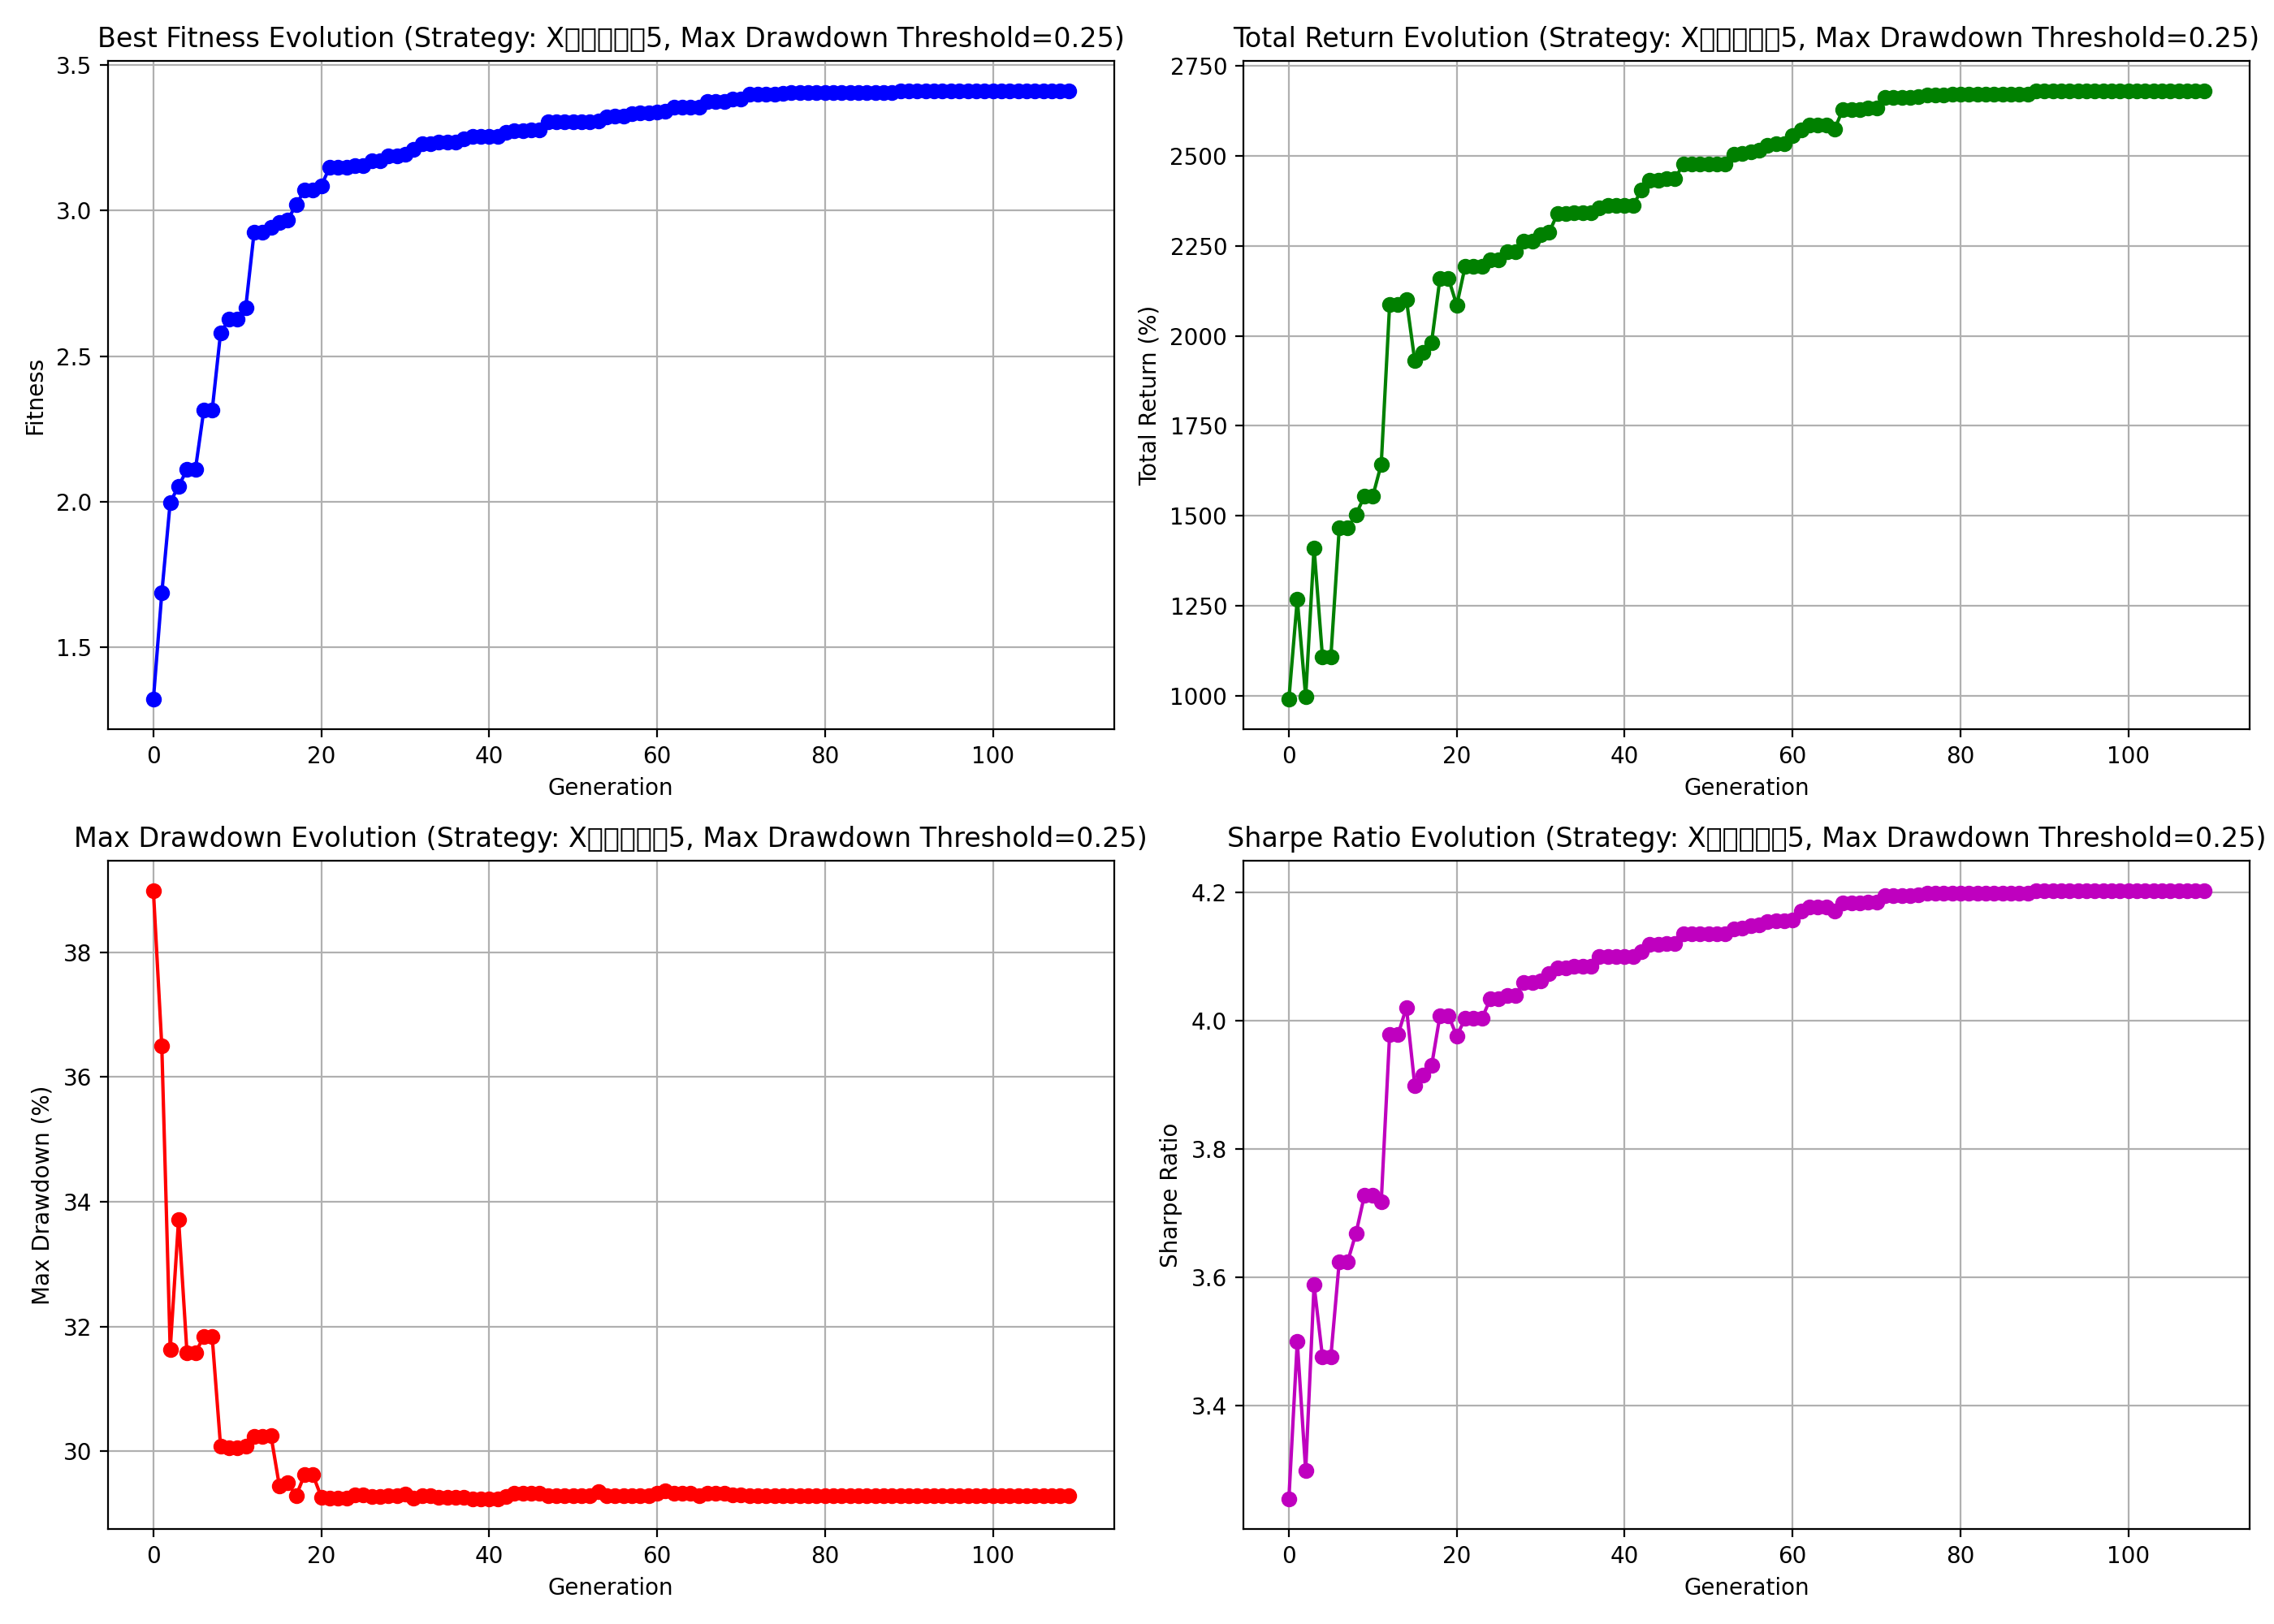 Best Fitness Evolution (Strategy: X□□□□□5, Max Drawdown Threshold=0.25)
3.5
3.0
2.5
2.0
1.5
Fitness
0 20 40 60 80 100
Generation
Total Return Evolution (Strategy: X□□□□□5, Max Drawdown Threshold=0.25)
2750
2500
2250
2000
1750
1500
1250
1000
Total Return (%)
0 20 40 60 80 100
Generation
Max Drawdown Evolution (Strategy: X□□□□□5, Max Drawdown Threshold=0.25)
38
36
34
32
30
Max Drawdown (%)
0 20 40 60 80 100
Generation
Sharpe Ratio Evolution (Strategy: X□□□□□5, Max Drawdown Threshold=0.25)
4.2
4.0
3.8
3.6
3.4
Sharpe Ratio
0 20 40 60 80 100
Generation